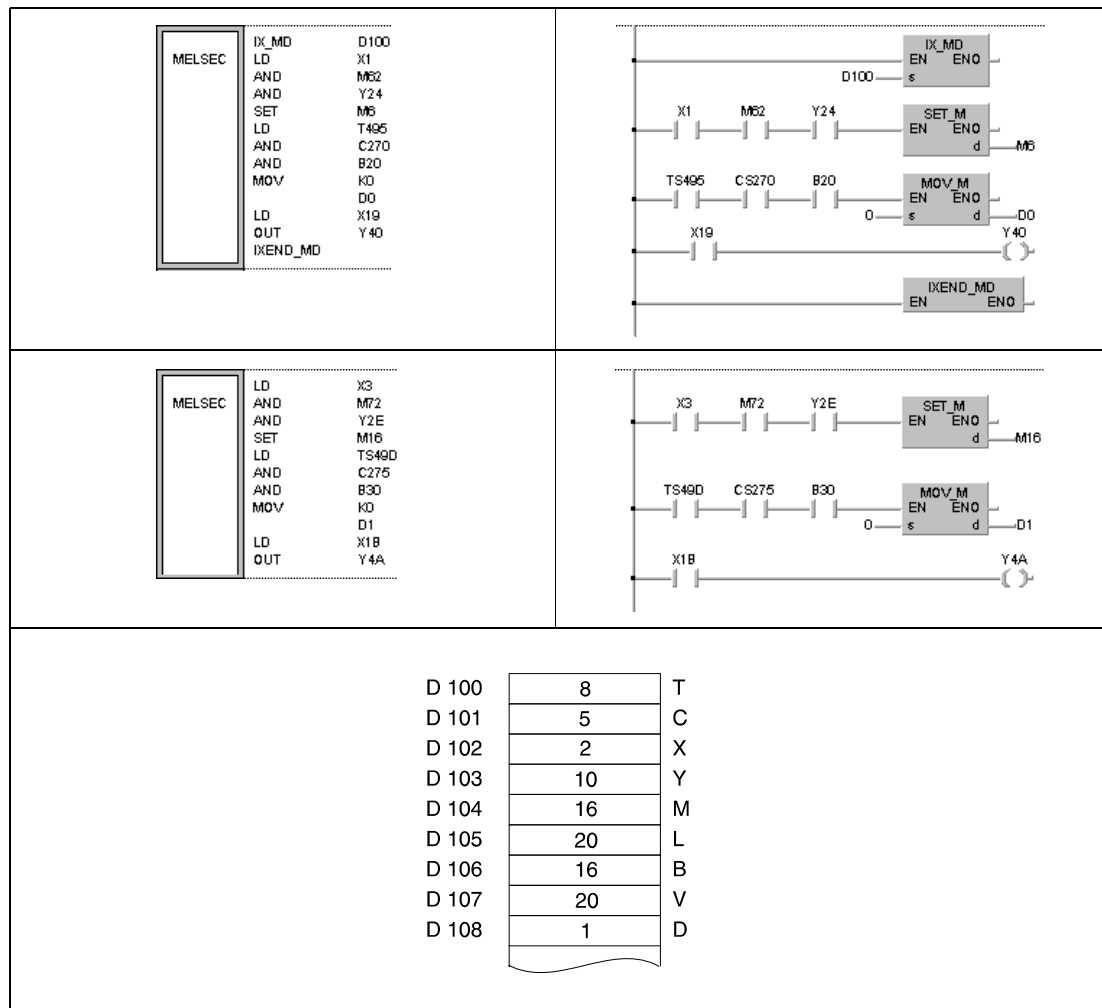 MELSEC
IX_MD D100
LD X1
AND M62
AND Y24
SET M6
LD T495
AND C270
AND B20
MOV K0
D0
LD X19
OUT Y40
IXEND_MD
IX_MD
EN ENO
D100 s
X1 M62 Y24 SET_M
EN ENO
d M6
TS495 CS270 B20 MOV_M
EN ENO
0 s d D0
X19 Y40
IXEND_MD
EN ENO
MELSEC
LD X3
AND M72
AND Y2E
SET M16
LD TS49D
AND C275
AND B30
MOV K0
D1
LD X1B
OUT Y4A
X3 M72 Y2E SET_M
EN ENO
d M16
TS49D CS275 B30 MOV_M
EN ENO
0 s d D1
X1B Y4A
D 100 8 T
D 101 5 C
D 102 2 X
D 103 10 Y
D 104 16 M
D 105 20 L
D 106 16 B
D 107 20 V
D 108 1 D